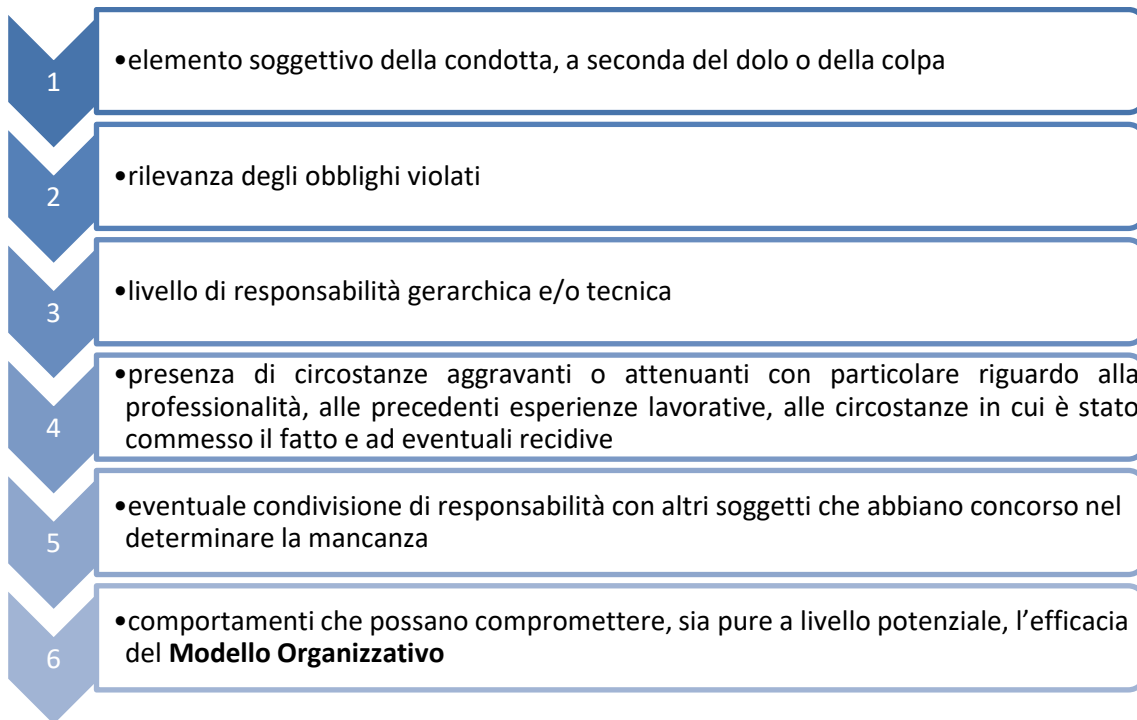 1
•elemento soggettivo della condotta, a seconda del dolo o della colpa
2
•rilevanza degli obblighi violati
3
•livello di responsabilità gerarchica e/o tecnica
4
•presenza di circostanze aggravanti o attenuanti con particolare riguardo alla
professionalità, alle precedenti esperienze lavorative, alle circostanze in cui è stato
commesso il fatto e ad eventuali recidive
5
•eventuale condivisione di responsabilità con altri soggetti che abbiano concorso nel
determinare la mancanza
6
•comportamenti che possano compromettere, sia pure a livello potenziale, l’efficacia
del Modello Organizzativo